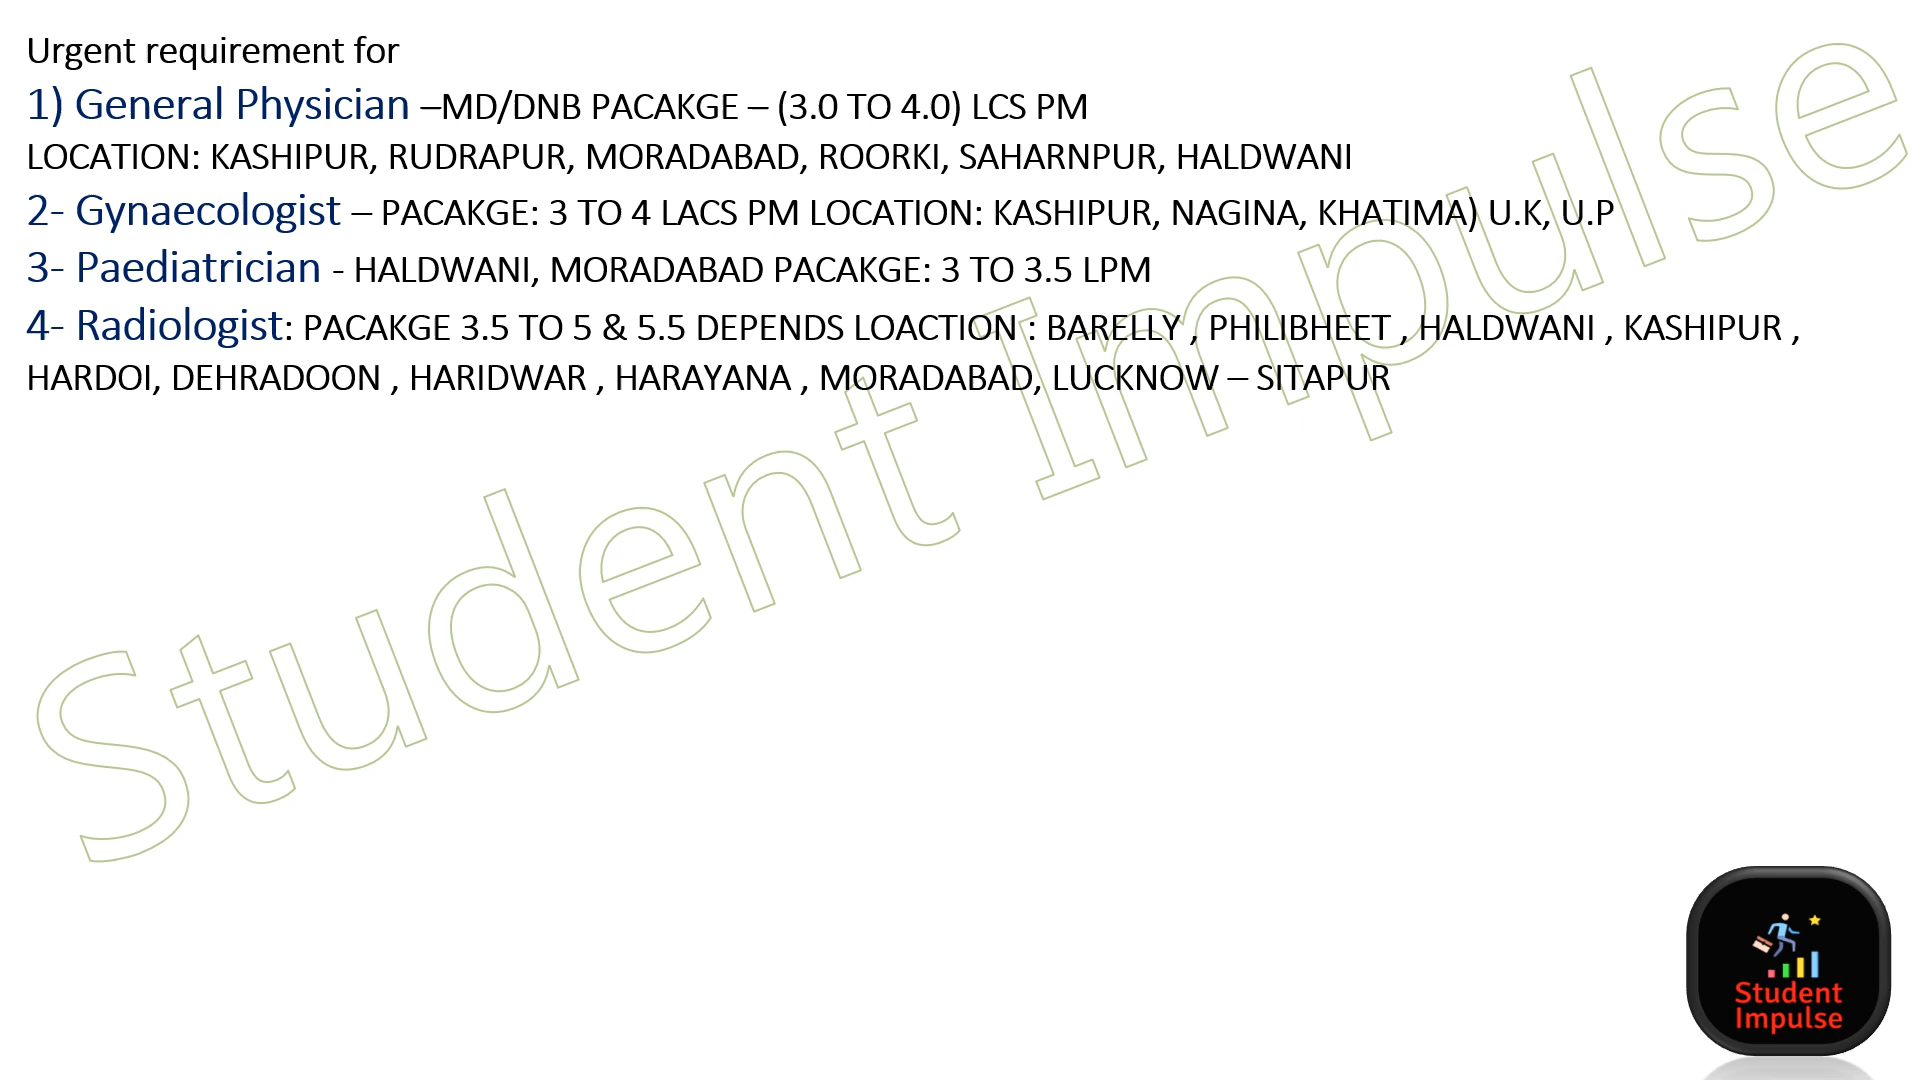 Urgent requirement for
1) General Physician –MD/DNB PACAKGE – (3.0 TO 4.0) LCS PM
LOCATION: KASHIPUR, RUDRAPUR, MORADABAD, ROORKI, SAHARNPUR, HALDWANI
2- Gynaecologist – PACAKGE: 3 TO 4 LACS PM LOCATION: KASHIPUR, NAGINA, KHATIMA) U.K, U.P
3- Paediatrician - HALDWANI, MORADABAD PACAKGE: 3 TO 3.5 LPM
4- Radiologist: PACAKGE 3.5 TO 5 & 5.5 DEPENDS LOACTION : BARELLY , PHILIBHEET , HALDWANI , KASHIPUR ,
HARDOI, DEHRADOON , HARIDWAR , HARAYANA , MORADABAD, LUCKNOW – SITAPUR
Student Impulse
Student
Impulse